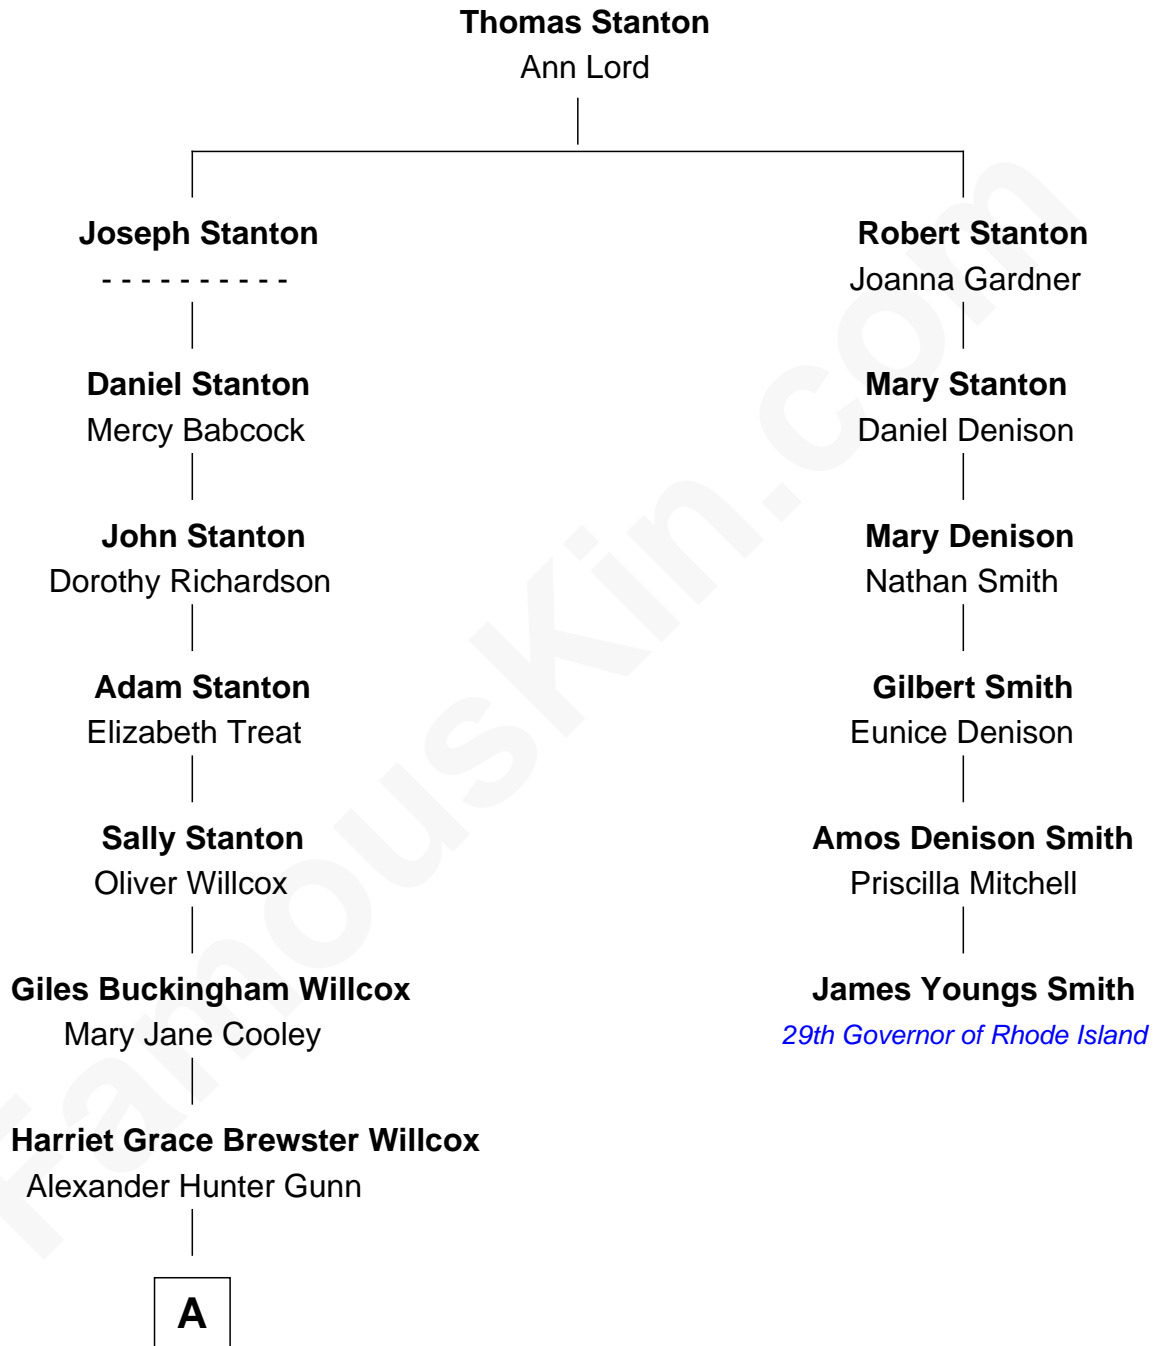 Thomas Stanton
Ann Lord
Joseph Stanton
- - - - - - - - - -
Daniel Stanton
Mercy Babcock
John Stanton
Dorothy Richardson
Adam Stanton
Elizabeth Treat
Sally Stanton
Oliver Willcox
Giles Buckingham Willcox
Mary Jane Cooley
Harriet Grace Brewster Willcox
Alexander Hunter Gunn
A
Robert Stanton
Joanna Gardner
Mary Stanton
Daniel Denison
Mary Denison
Nathan Smith
Gilbert Smith
Eunice Denison
Amos Denison Smith
Priscilla Mitchell
James Youngs Smith
29th Governor of Rhode Island
FamousKin.com